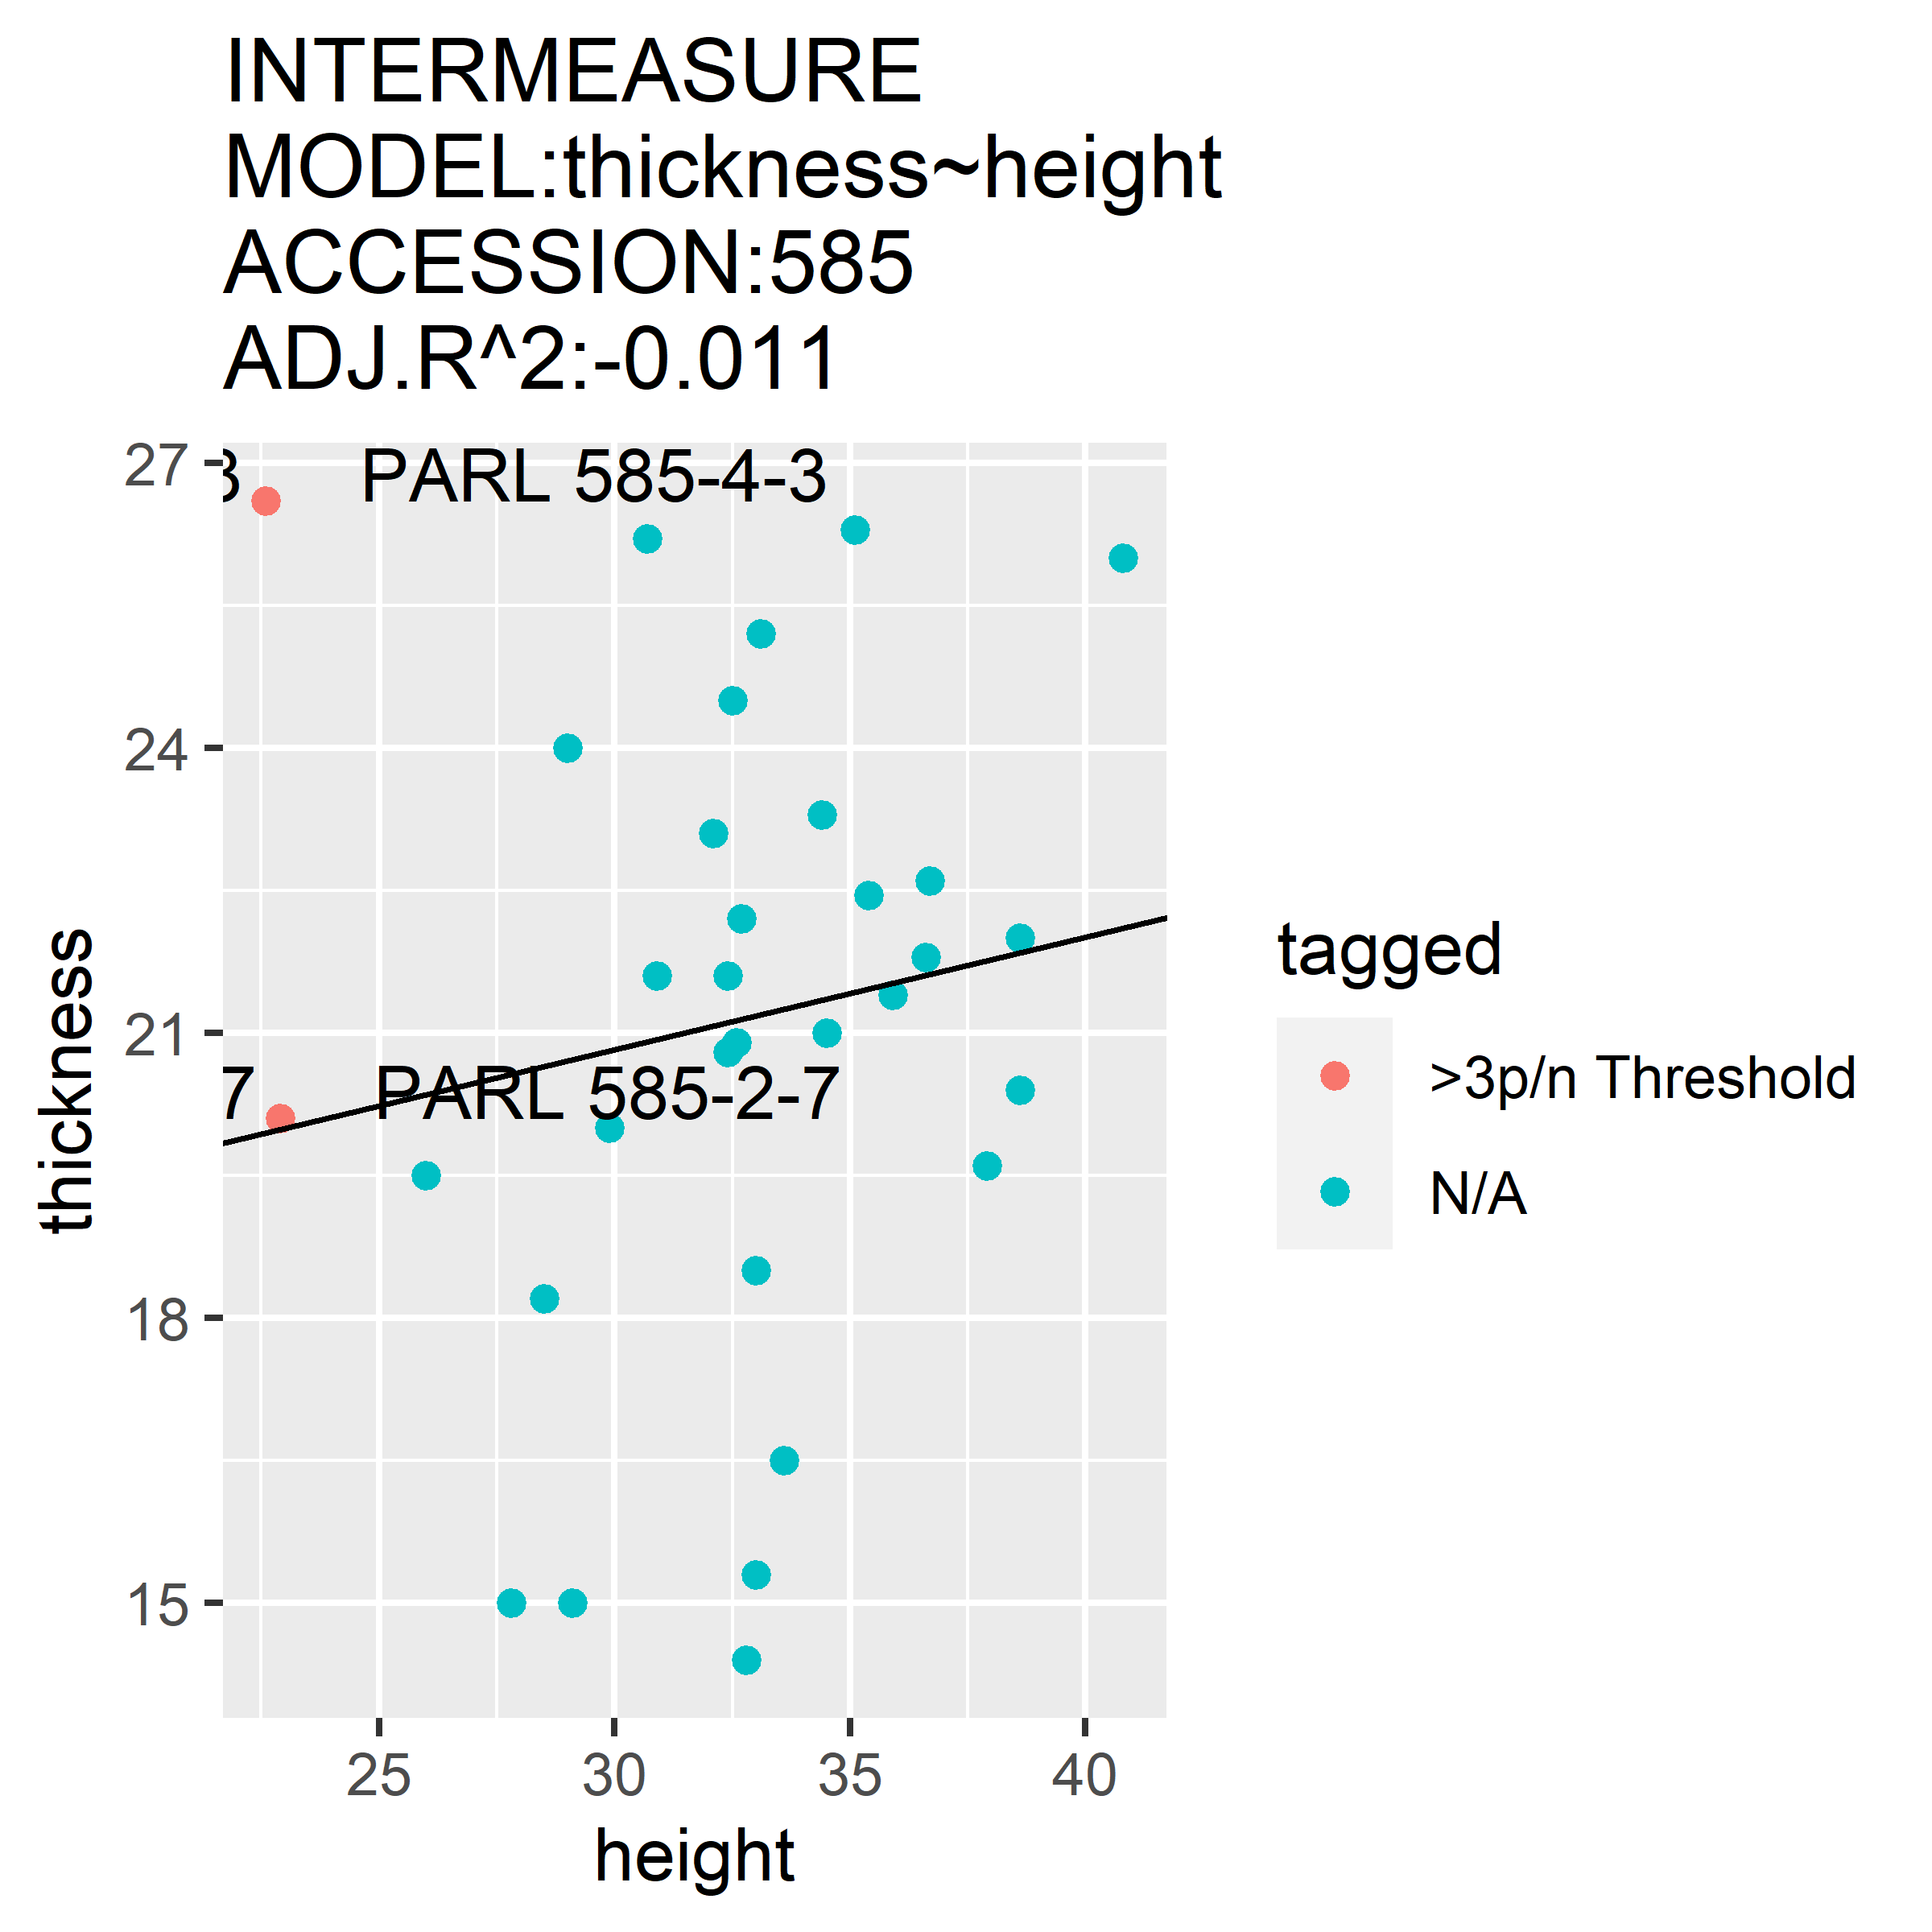 INTERMEASURE
MODEL:thickness~height
ACCESSION:585
ADJ.R^2:-0.011
27
3
PARL 585-4-3
24
21
7
PARL 585-2-7
18
15
thickness
25
30
35
40
height
tagged
>3p/n Threshold
N/A